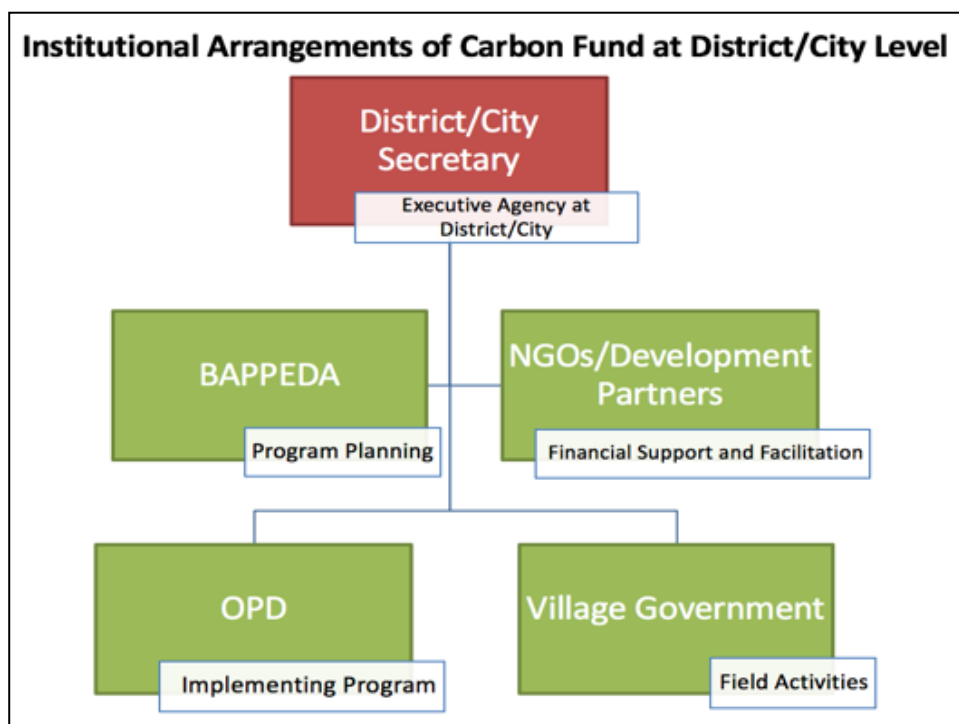 Institutional Arrangements of Carbon Fund at District/City Level
District/City
Secretary
Executive Agency at
District/City
BAPPEDA
Program Planning
NGOs/Development
Partners
Financial Support and Facilitation
OPD
Implementing Program
Village Government
Field Activities